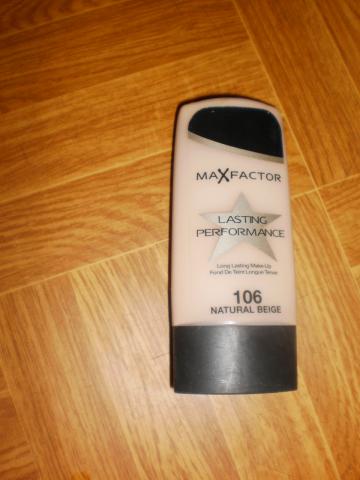 MAXFACTOR
LASTING
PERFORMANCE
Long Lasting Make-Up
Fond De Teint Longue Tenue
106
NATURAL BEIGE